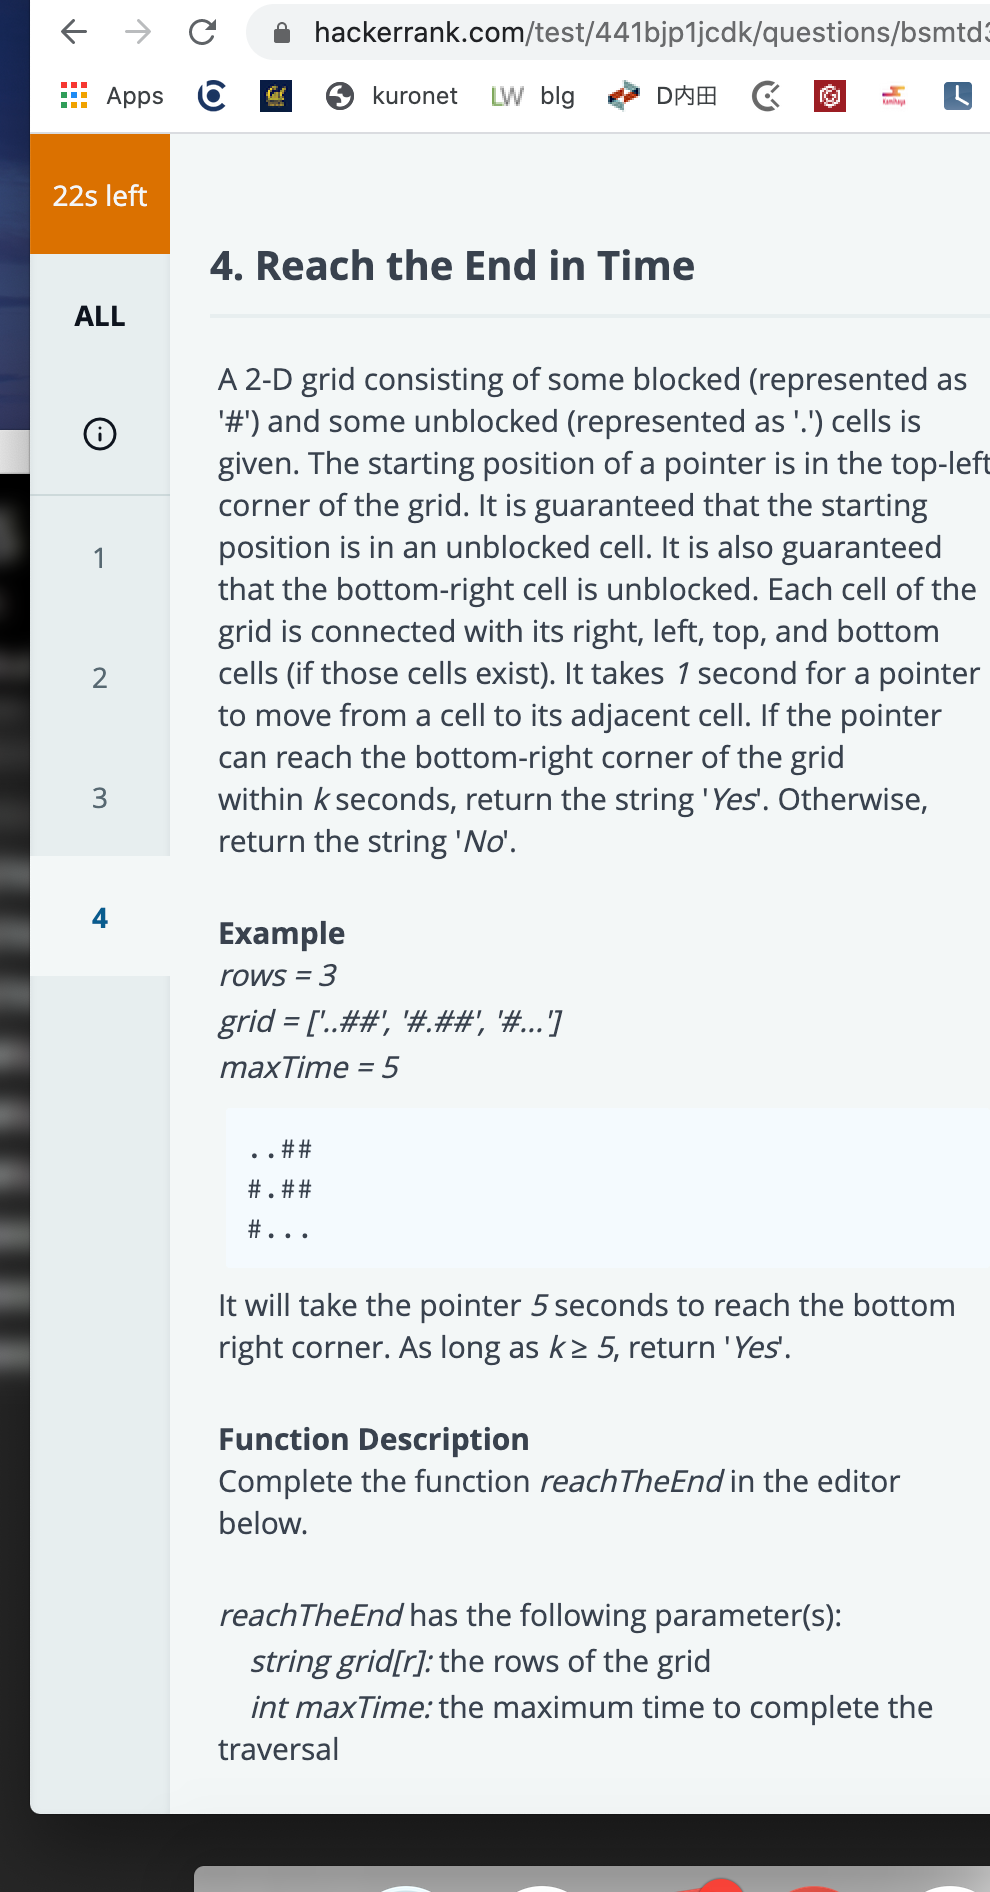 hackerrank.com/test/441bjp1jcdk/questions/bsmtd3
Apps
Cal
kuronet
LW
blg
D内田
22s left
4. Reach the End in Time
ALL
A 2-D grid consisting of some blocked (represented as
'#') and some unblocked (represented as '.') cells is
given. The starting position of a pointer is in the top-left
corner of the grid. It is guaranteed that the starting
position is in an unblocked cell. It is also guaranteed
that the bottom-right cell is unblocked. Each cell of the
grid is connected with its right, left, top, and bottom
cells (if those cells exist). It takes 1 second for a pointer
to move from a cell to its adjacent cell. If the pointer
can reach the bottom-right corner of the grid
within k seconds, return the string 'Yes'. Otherwise,
return the string 'No'.
1
2
3
4
Example
rows = 3
grid = ['..##', '#.##', '#...']
maxTime = 5
..##
#.##
#...
It will take the pointer 5 seconds to reach the bottom
right corner. As long as k ≥ 5, return 'Yes'.
Function Description
Complete the function reachTheEnd in the editor
below.
reachTheEnd has the following parameter(s):
string grid[r]: the rows of the grid
int maxTime: the maximum time to complete the
traversal